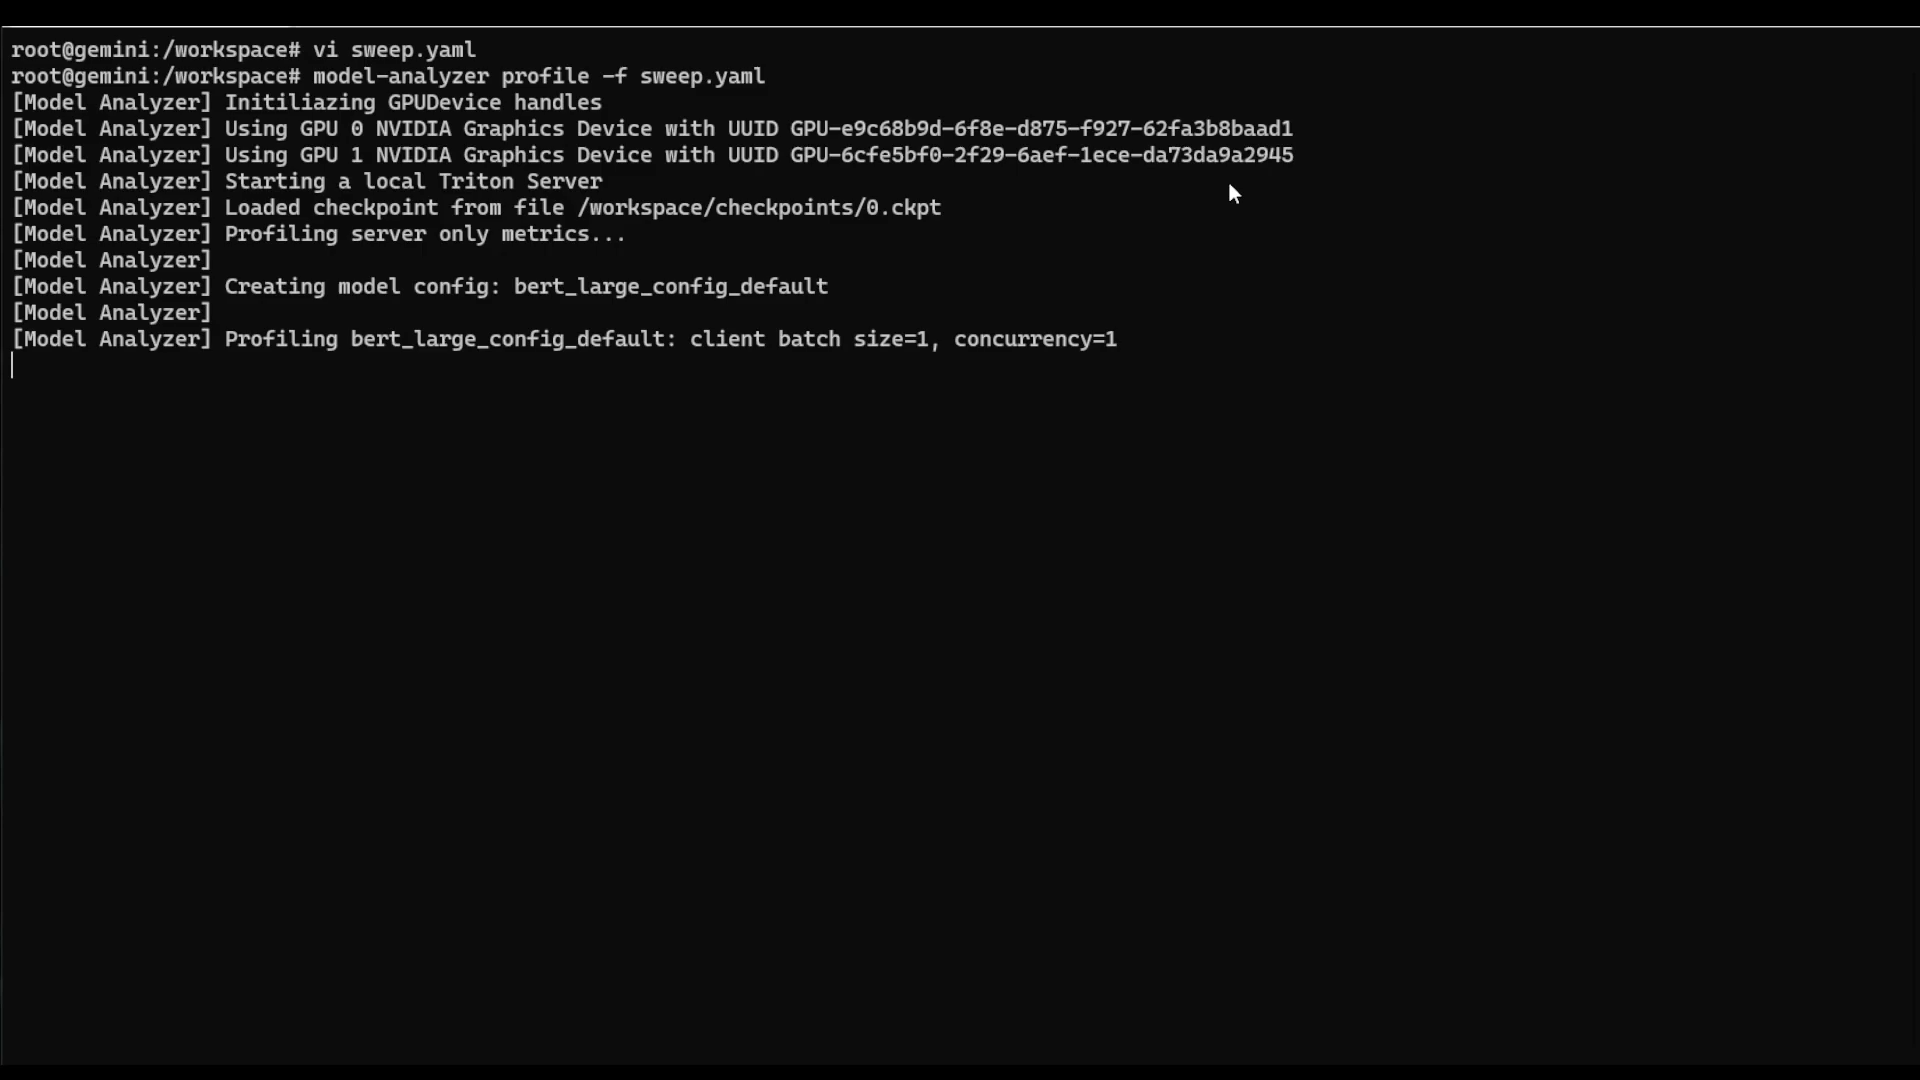 root@gemini:/workspace# vi sweep.yaml
root@gemini:/workspace# model-analyzer profile -f sweep.yaml
[Model Analyzer] Initiliazing GPUDevice handles
[Model Analyzer] Using GPU 0 NVIDIA Graphics Device with UUID GPU-e9c68b9d-6f8e-d875-f927-62fa3b8baad1
[Model Analyzer] Using GPU 1 NVIDIA Graphics Device with UUID GPU-6cfe5bf0-2f29-6aef-1ece-da73da9a2945
[Model Analyzer] Starting a local Triton Server
[Model Analyzer] Loaded checkpoint from file /workspace/checkpoints/0.ckpt
[Model Analyzer] Profiling server only metrics...
[Model Analyzer]
[Model Analyzer] Creating model config: bert_large_config_default
[Model Analyzer]
[Model Analyzer] Profiling bert_large_config_default: client batch size=1, concurrency=1